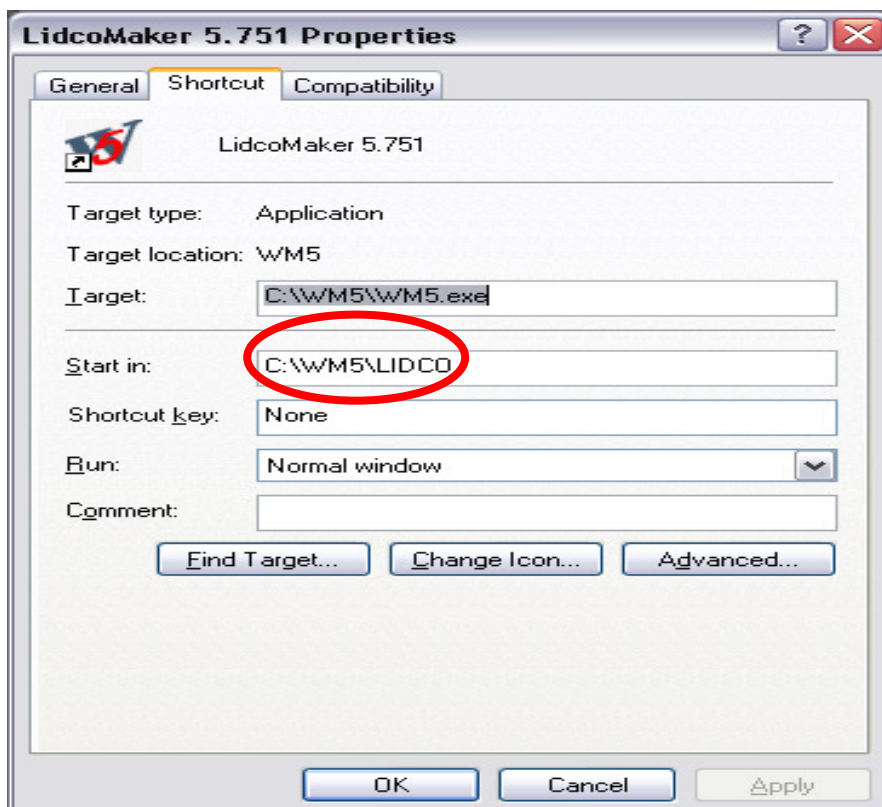 LidcoMaker 5.751 Properties
?
General Shortcut Compatibility
W5 LidcoMaker 5.751
Target type: Application
Target location: WM5
Target: C:\WM5\WM5.exe
Start in: C:\WM5\LIDCO
Shortcut key: None
Run: Normal window
Comment:
Find Target... Change Icon... Advanced...
OK Cancel Apply